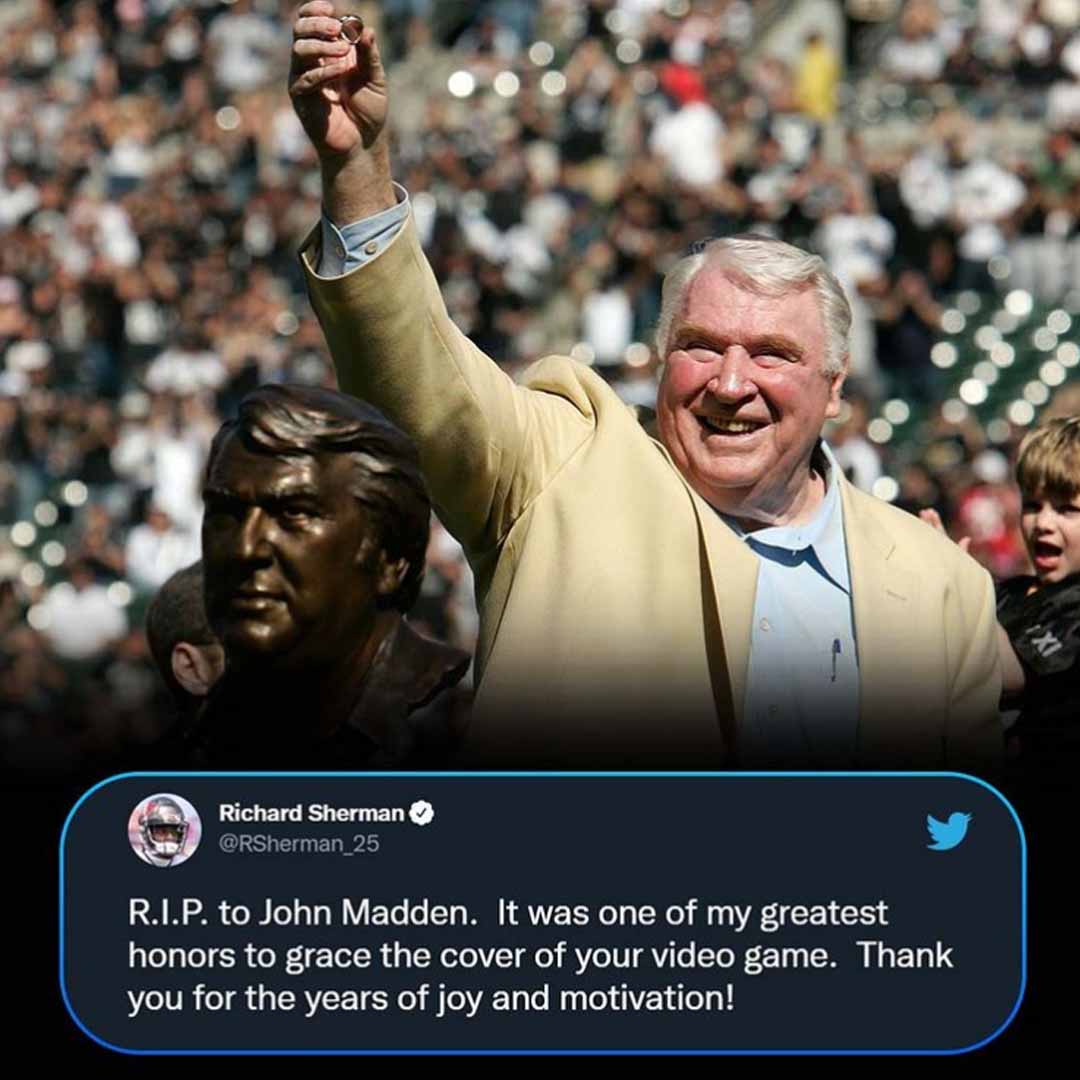 Richard Sherman
@RSherman_25
R.I.P. to John Madden. It was one of my greatest
honors to grace the cover of your video game. Thank
you for the years of joy and motivation!